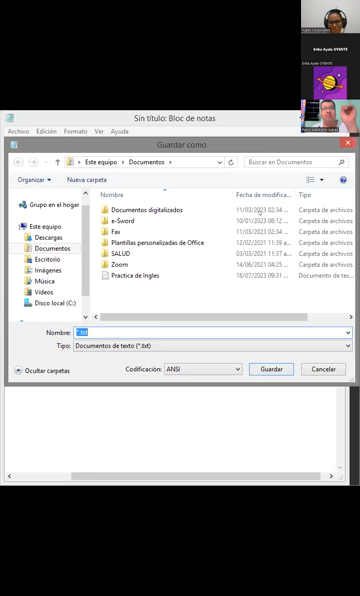 Erika Ayala OYENTE
Erika Ayala OYENTE
Sin título: Bloc de notas
Archivo Edición Formato Ver Ayuda
Guardar como
Este equipo Documentos
Buscar en Documentos
Organizar Nueva carpeta
Nombre Fecha de modifica... Tipo
Grupo en el hogar
Este equipo
Descargas
Documentos
Escritorio
Imágenes
Música
Vídeos
Disco local (C:)
Documentos digitalizados 11/03/2023 02:34 ... Carpeta de archivos
e-Sword 10/01/2023 06:12 ... Carpeta de archivos
Fax 11/03/2023 02:34 ... Carpeta de archivos
Plantillas personalizadas de Office 12/02/2021 11:39 a... Carpeta de archivos
SALUD 03/03/2021 11:37 a... Carpeta de archivos
Zoom 14/06/2021 04:25 ... Carpeta de archivos
Practica de Ingles 18/07/2023 09:31 ... Documento de tex...
Nombre: *.txt
Tipo: Documentos de texto (*.txt)
Ocultar carpetas
Codificación: ANSI
Guardar
Cancelar